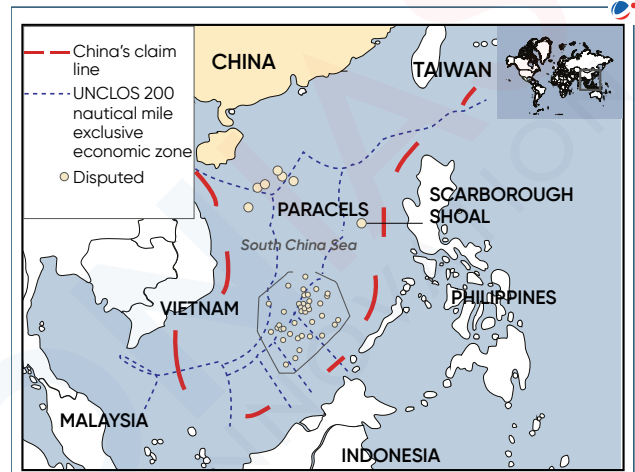 China's claim
line
UNCLOS 200
nautical mile
exclusive
economic zone
Disputed
CHINA
TAIWAN
PARACELS
SCARBOROUGH
SHOAL
South China Sea
VIETNAM
PHILIPPINES
MALAYSIA
INDONESIA